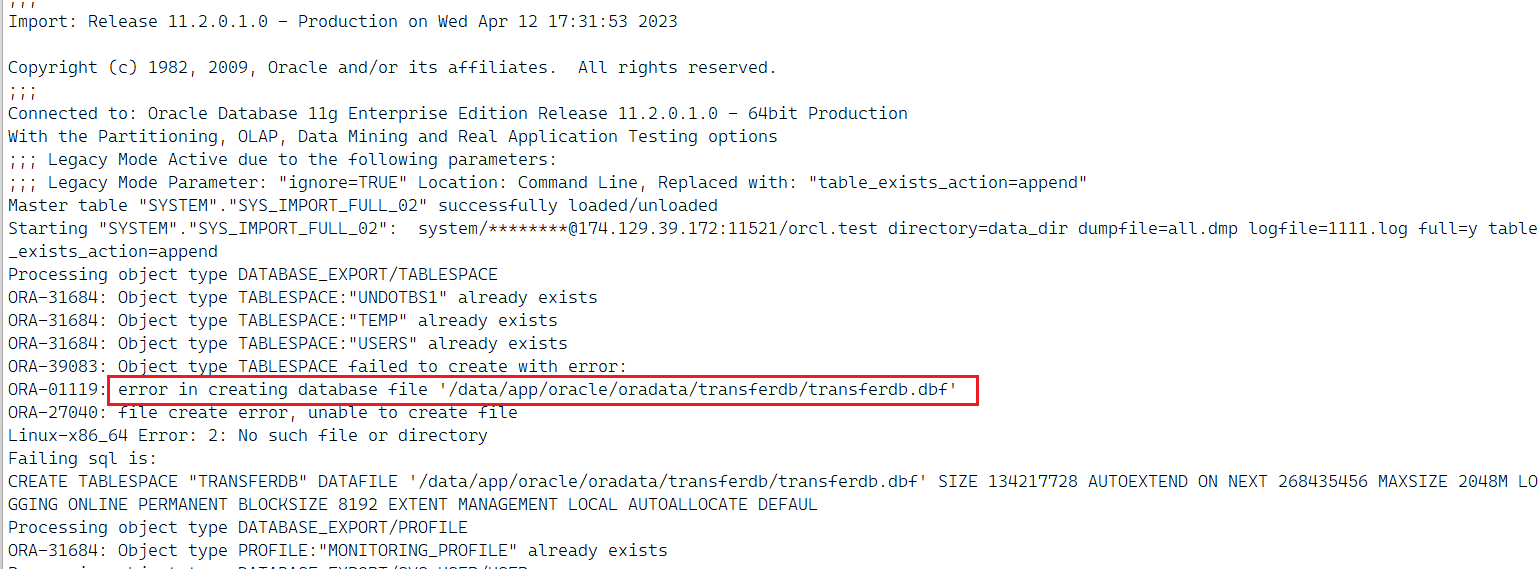 ;;;
Import: Release 11.2.0.1.0 - Production on Wed Apr 12 17:31:53 2023
Copyright (c) 1982, 2009, Oracle and/or its affiliates.  All rights reserved.
;;;
Connected to: Oracle Database 11g Enterprise Edition Release 11.2.0.1.0 - 64bit Production
With the Partitioning, OLAP, Data Mining and Real Application Testing options
;;; Legacy Mode Active due to the following parameters:
;;; Legacy Mode Parameter: "ignore=TRUE" Location: Command Line, Replaced with: "table_exists_action=append"
Master table "SYSTEM"."SYS_IMPORT_FULL_02" successfully loaded/unloaded
Starting "SYSTEM"."SYS_IMPORT_FULL_02":  system/********@174.129.39.172:11521/orcl.test directory=data_dir dumpfile=all.dmp logfile=1111.log full=y table
_exists_action=append
Processing object type DATABASE_EXPORT/TABLESPACE
ORA-31684: Object type TABLESPACE:"UNDOTBS1" already exists
ORA-31684: Object type TABLESPACE:"TEMP" already exists
ORA-31684: Object type TABLESPACE:"USERS" already exists
ORA-39083: Object type TABLESPACE failed to create with error:
ORA-01119: error in creating database file '/data/app/oracle/oradata/transferdb/transferdb.dbf'
ORA-27040: file create error, unable to create file
Linux-x86_64 Error: 2: No such file or directory
Failing sql is:
CREATE TABLESPACE "TRANSFERDB" DATAFILE '/data/app/oracle/oradata/transferdb/transferdb.dbf' SIZE 134217728 AUTOEXTEND ON NEXT 268435456 MAXSIZE 2048M LO
GGING ONLINE PERMANENT BLOCKSIZE 8192 EXTENT MANAGEMENT LOCAL AUTOALLOCATE DEFAUL
Processing object type DATABASE_EXPORT/PROFILE
ORA-31684: Object type PROFILE:"MONITORING_PROFILE" already exists